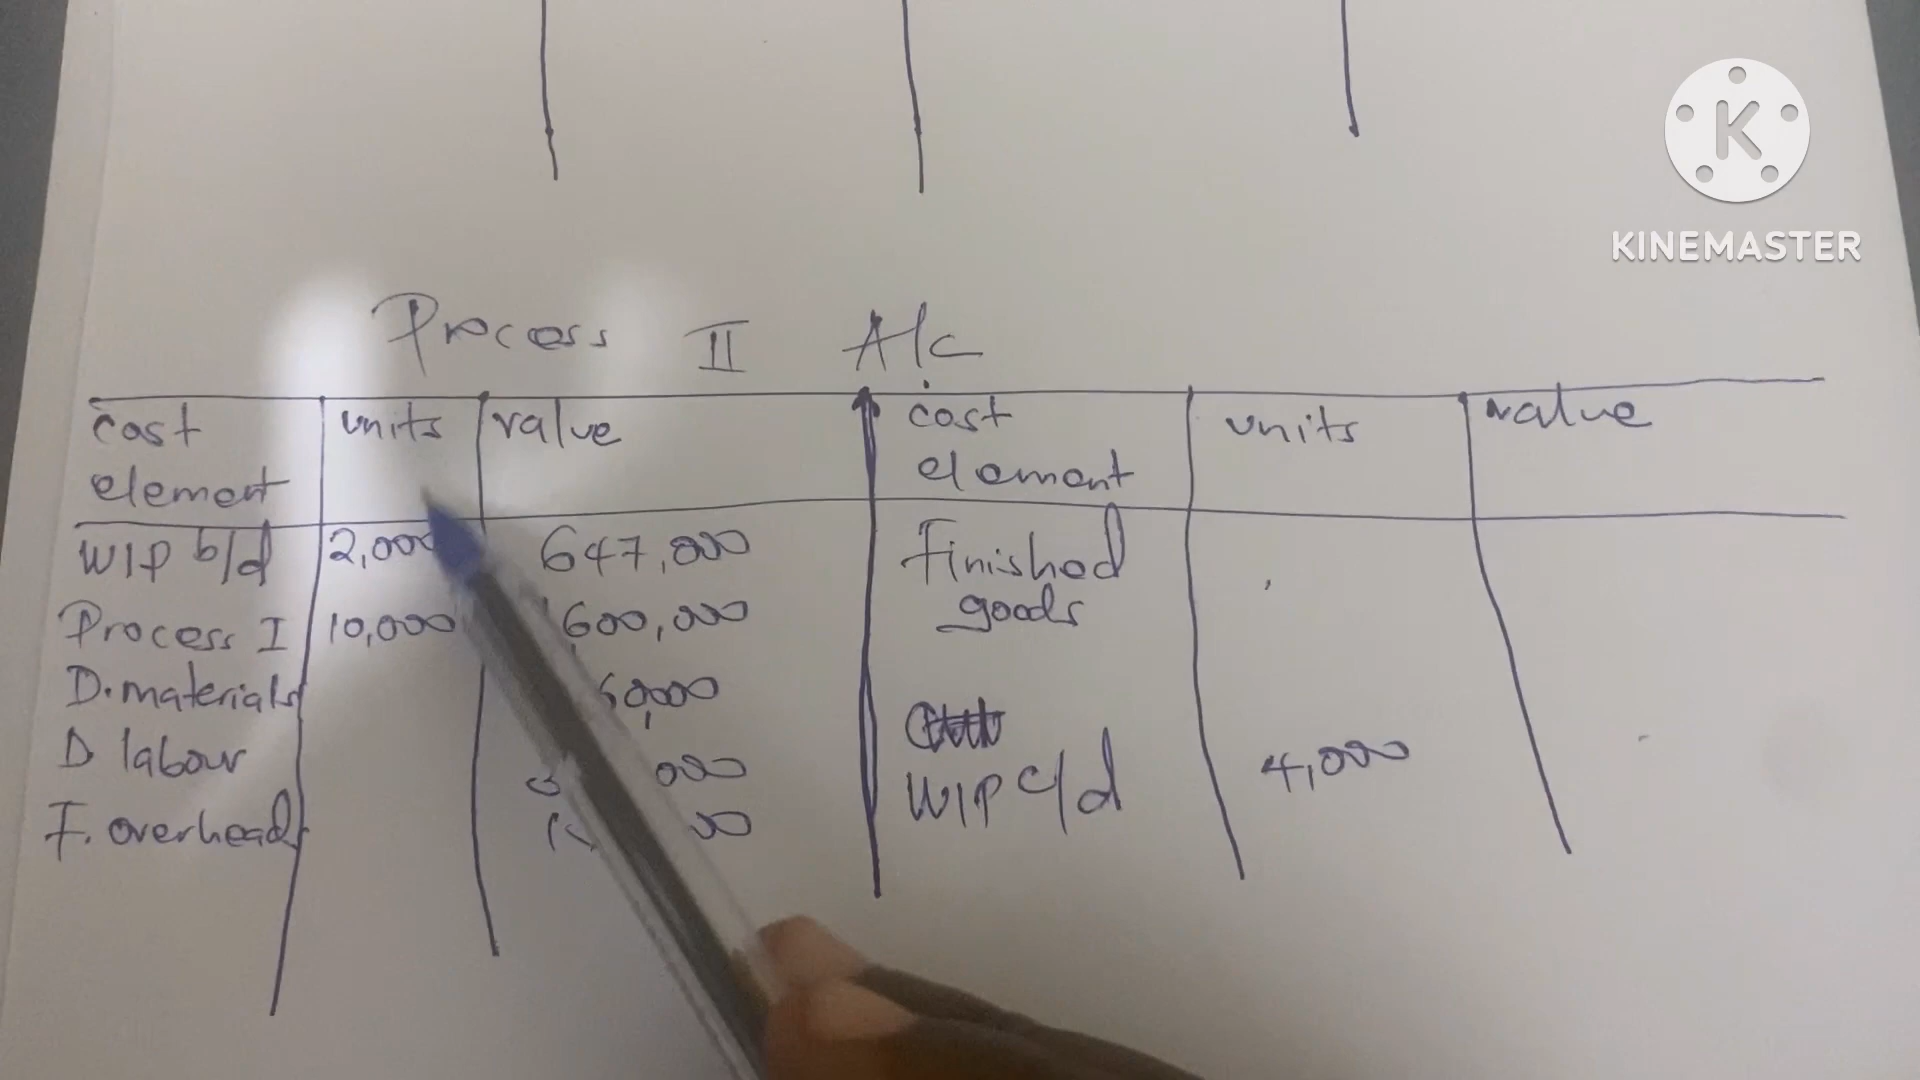 KINEMASTER
Process II A/c
cost element units value cost element units value
WIP b/d 2,000 647,000 Finished goods
Process I 10,000 600,000
D. materials
D labour WIP c/d 4,000
F. overheads